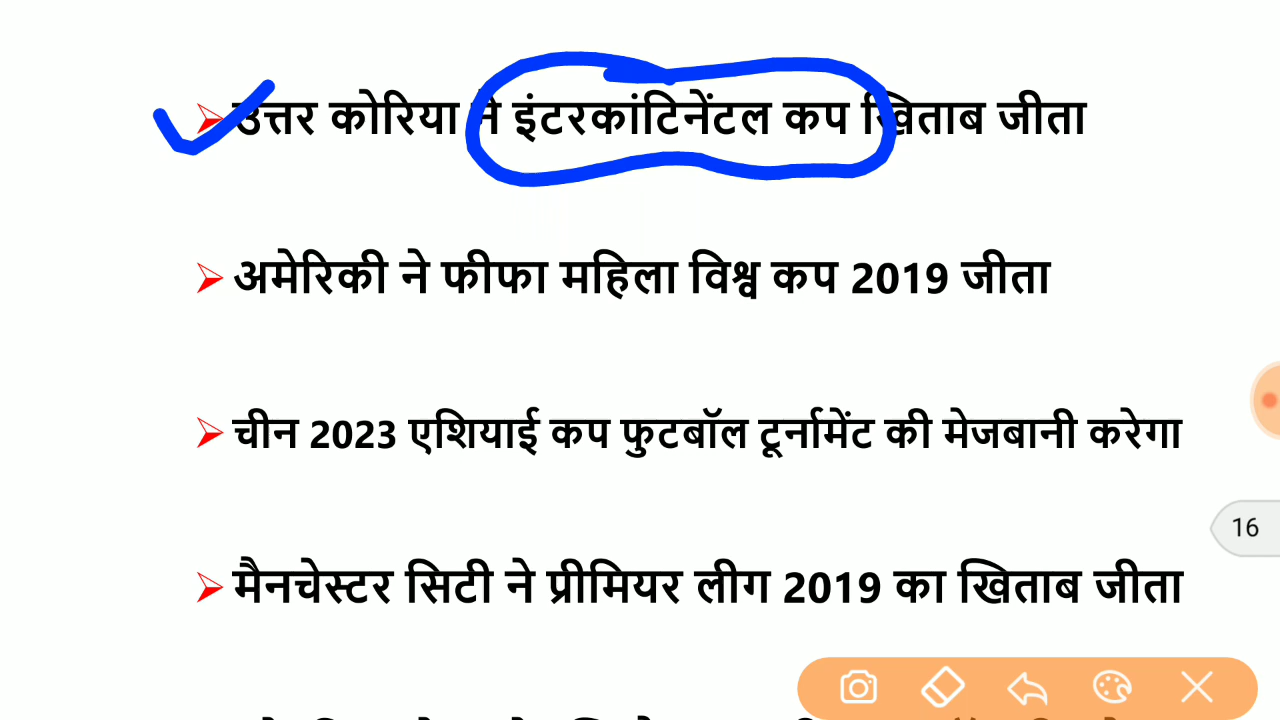 उत्तर कोरिया ने इंटरकांटिनेंटल कप खिताब जीता
अमेरिकी ने फीफा महिला विश्व कप 2019 जीता
चीन 2023 एशियाई कप फुटबॉल टूर्नामेंट की मेजबानी करेगा
16
मैनचेस्टर सिटी ने प्रीमियर लीग 2019 का खिताब जीता